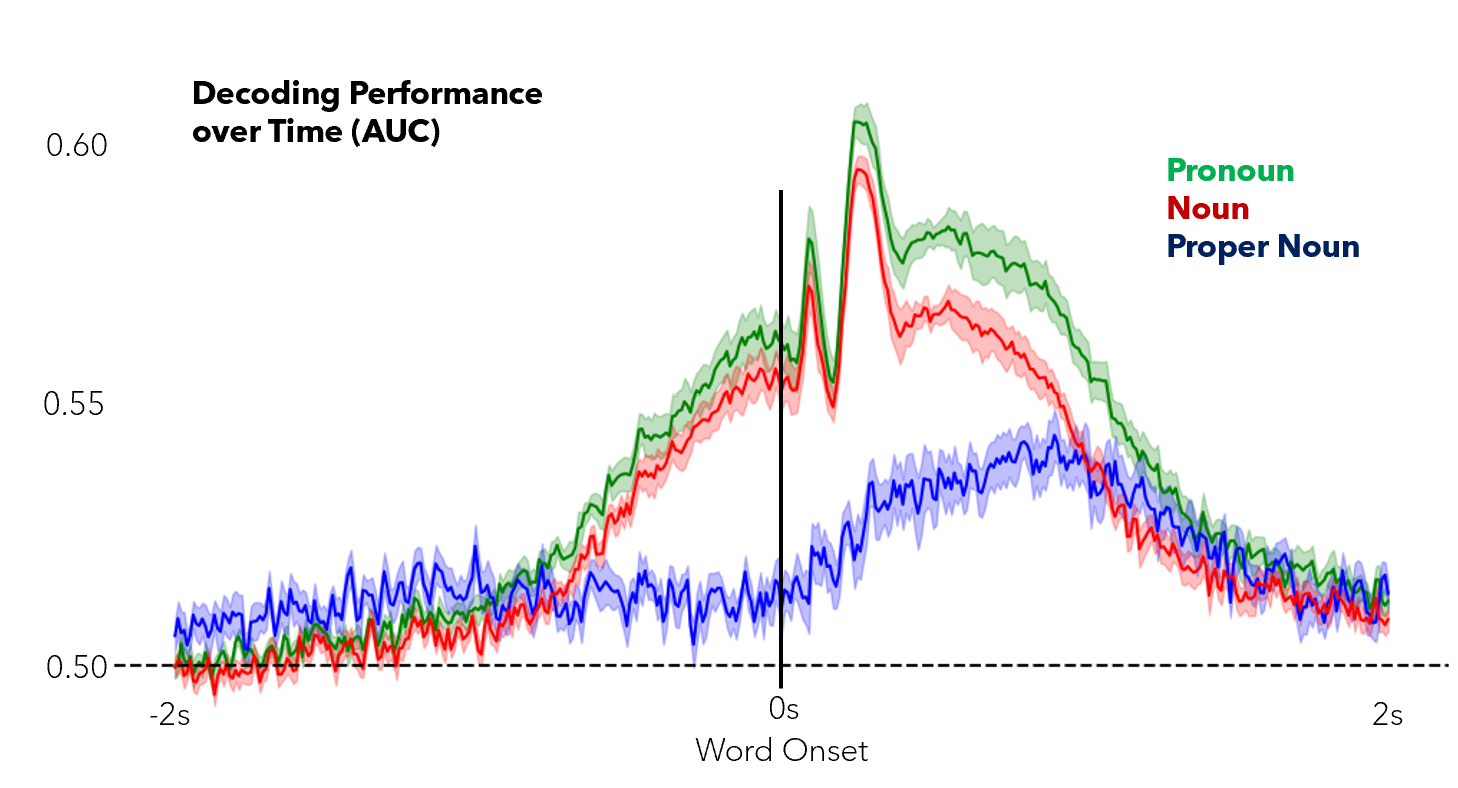 Decoding Performance
over Time (AUC)
0.60
Pronoun
Noun
Proper Noun
0.55
0.50
-2s
0s
2s
Word Onset